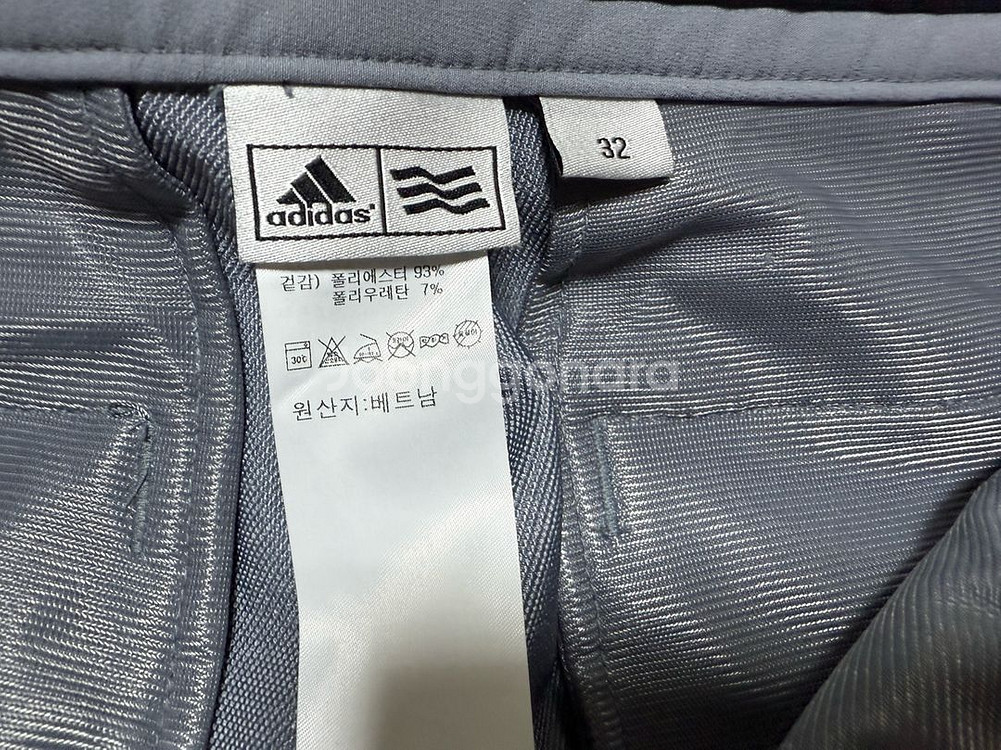 adidas
32
겉감) 폴리에스터 93%
폴리우레탄 7%
30℃
원산지:베트남
joonggonara